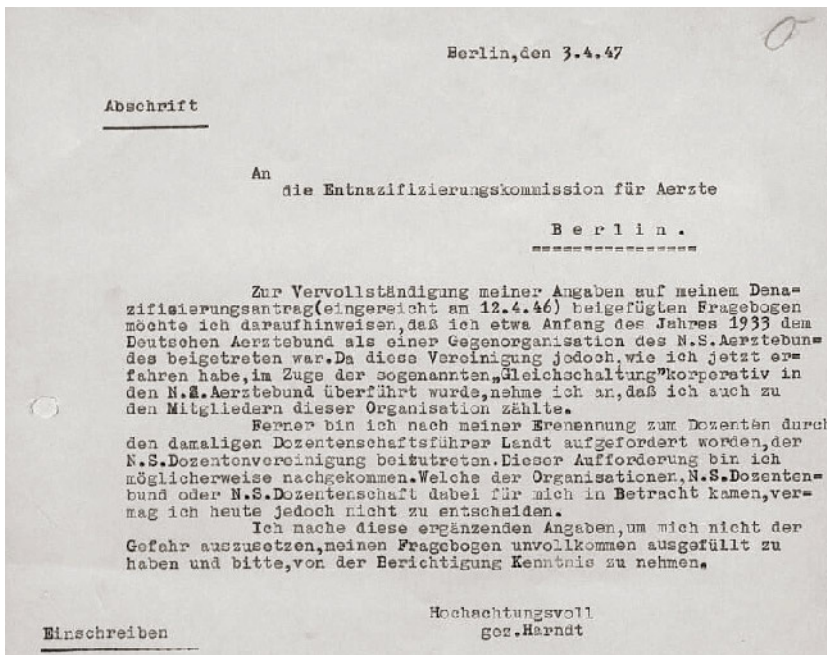 Berlin,den 3.4.47
Abschrift
An
die Entnazifizierungskommission für Aerzte
B e r l i n .
Zur Vervollständigung meiner Angaben auf meinem Dena=
zifisierungsantrag(eingereicht am 12.4.46) beigefügten Fragebogen
möchte ich daraufhinweisen,daß ich etwa Anfang des Jahres 1933 dem
Deutschen Aerztebund als einer Gegenorganisation des N.S.Aerztebun=
des beigetreten war.Da diese Vereinigung jedoch,wie ich jetzt er=
fahren habe,im Zuge der sogenannten„Gleichschaltung"korporativ in
den N.S.Aerztebund überführt wurde,nehme ich an,daß ich auch zu
den Mitgliedern dieser Organisation zählte.
Ferner bin ich nach meiner Ernennung zum Dozenten durch
den damaligen Dozentenschaftsführer Landt aufgefordert worden,der
N.S.Dozentenvereinigung beizutreten.Dieser Aufforderung bin ich
möglicherweise nachgekommen.Welche der Organisationen,N.S.Dozenten=
bund oder N.S.Dozentenschaft dabei für mich in Betracht kamen,ver=
mag ich heute jedoch nicht zu entscheiden.
Ich mache diese ergänzenden Angaben,um mich nicht der
Gefahr auszusetzen,meinen Fragebogen unvollkommen ausgefüllt zu
haben und bitte,von der Berichtigung Kenntnis zu nehmen.
Hochachtungsvoll
gez.Harndt
Einschreiben